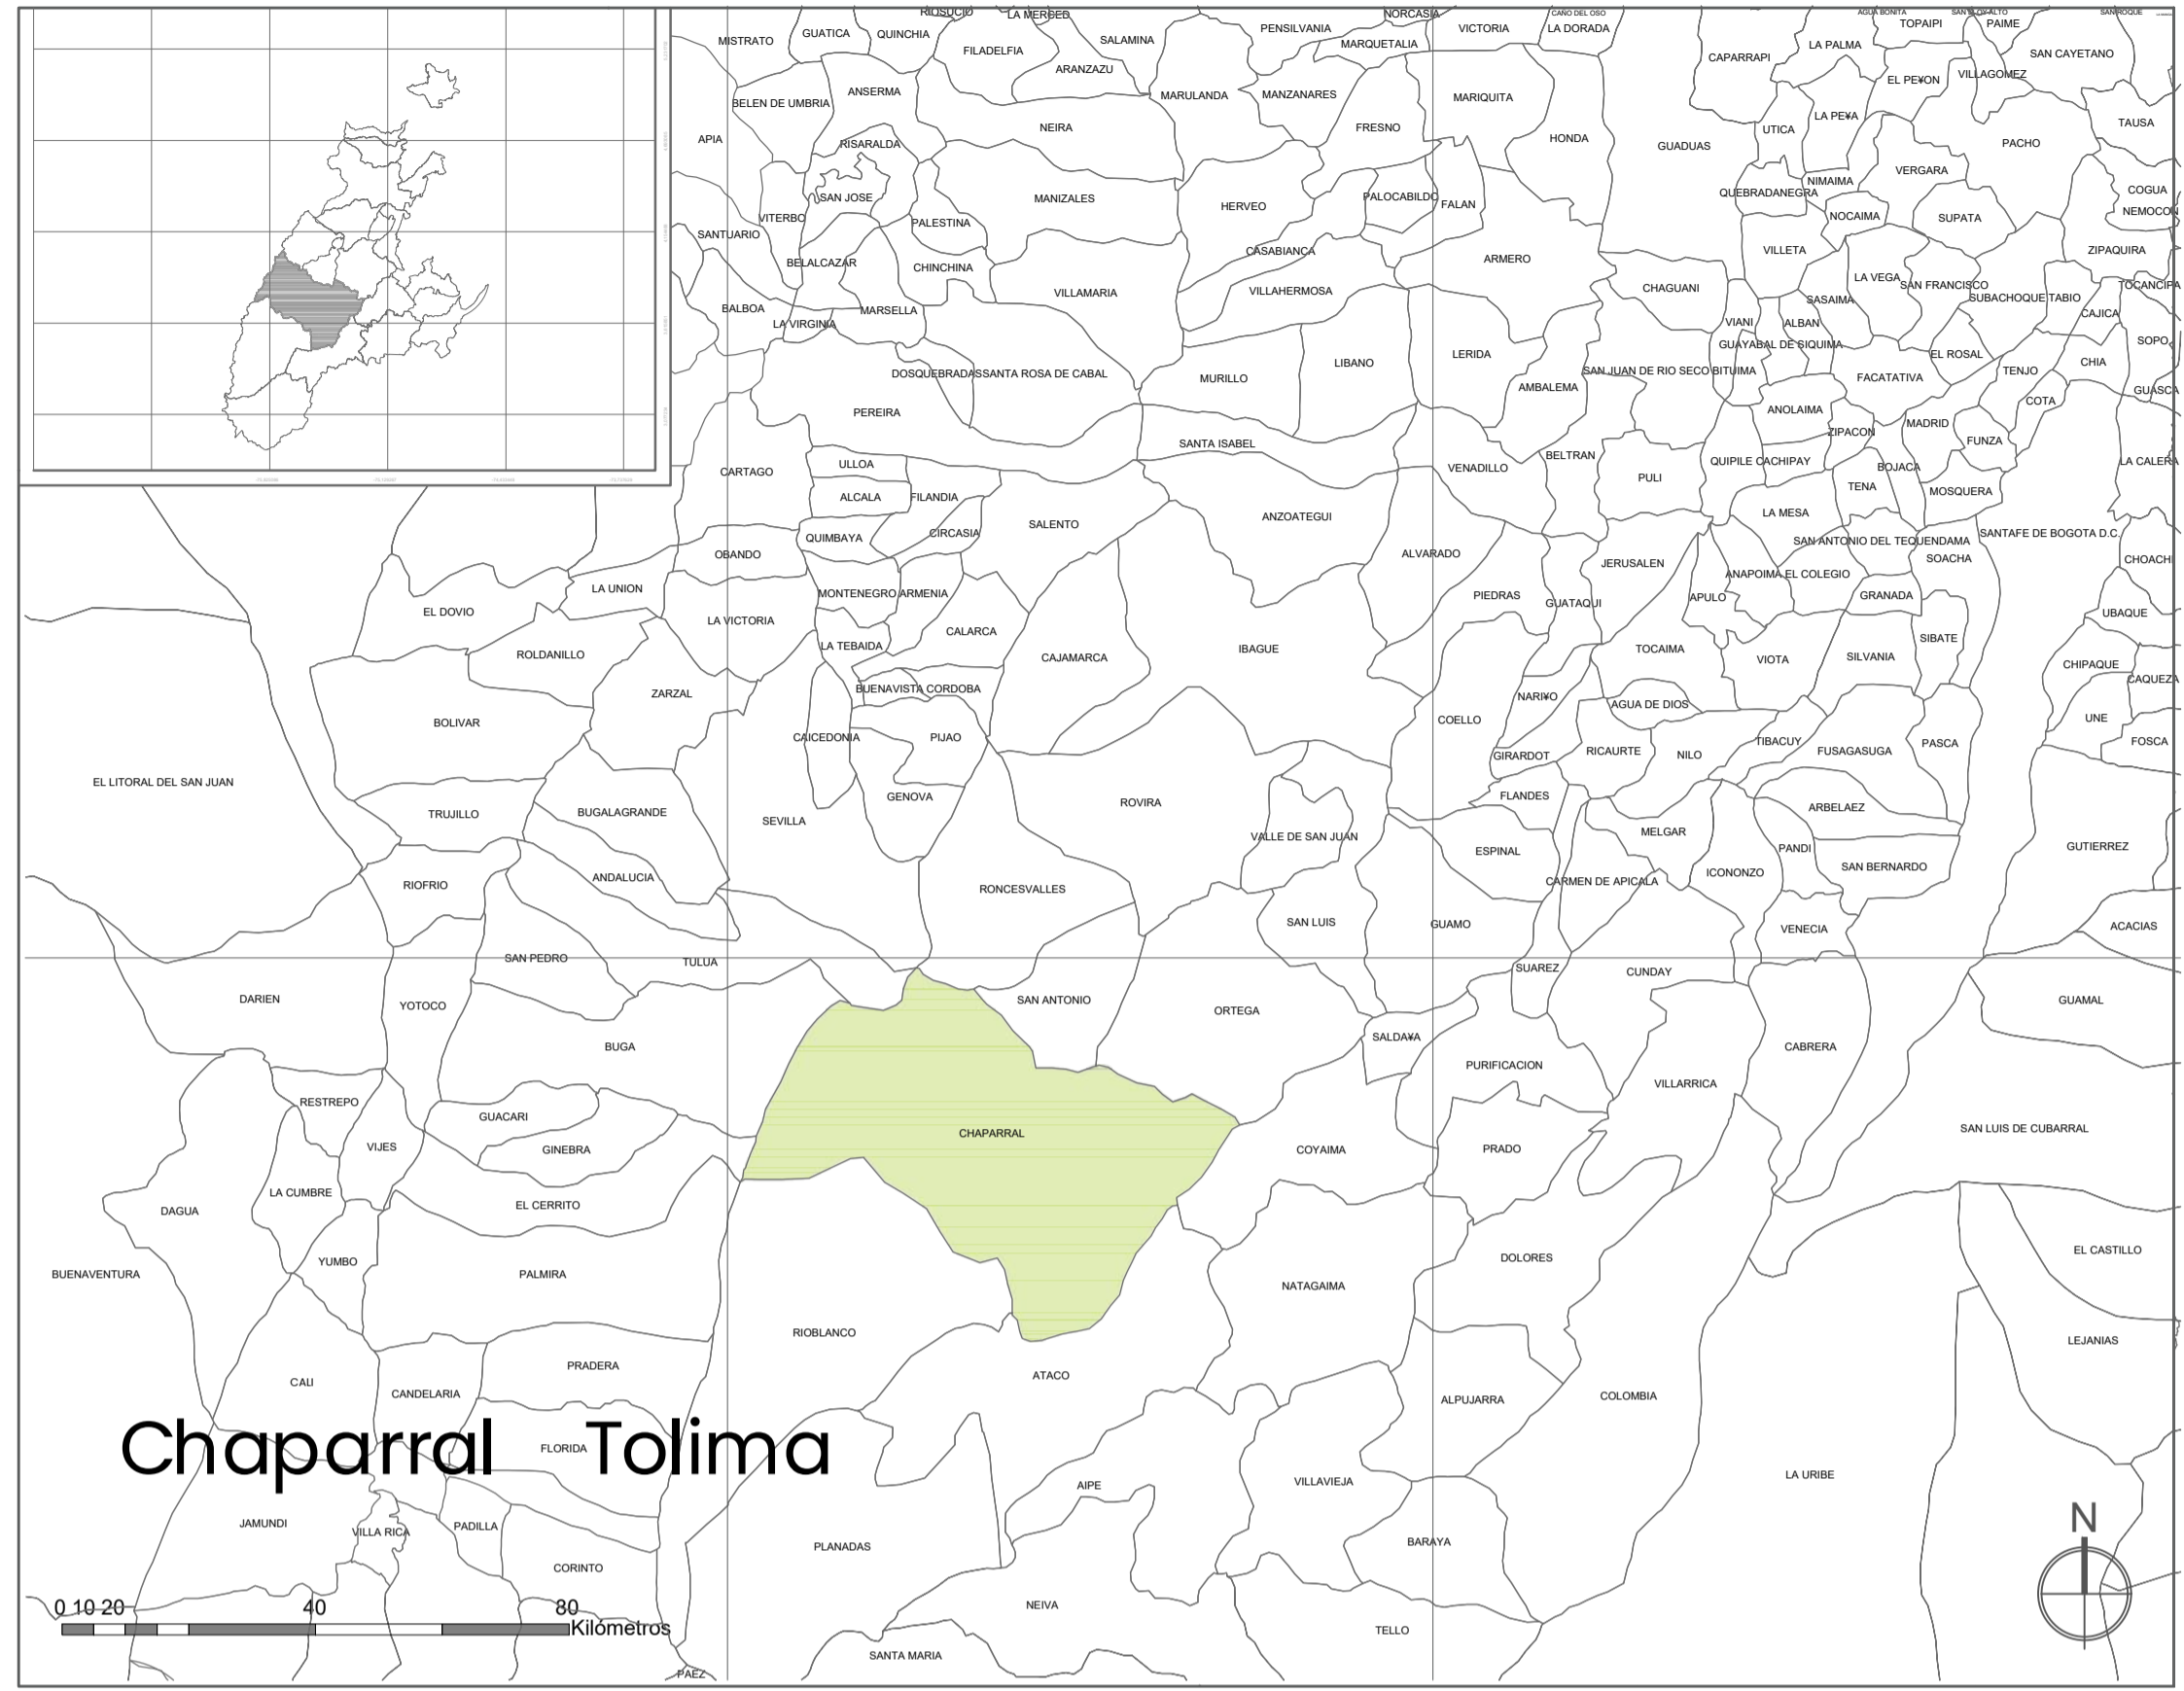 RIOSUCIO LA MERCED NORCASIA CAÑO DEL OSO AGUA BONITA SAN ROQUE
MISTRATO GUATICA QUINCHIA FILADELFIA SALAMINA PENSILVANIA MARQUETALIA VICTORIA LA DORADA CAPARRAPI LA PALMA TOPAIPI PAIME SAN CAYETANO
ARANZAZU EL PE¥ON VILLAGOMEZ
BELEN DE UMBRIA ANSERMA MARULANDA MANZANARES MARIQUITA
APIA NEIRA FRESNO HONDA GUADUAS UTICA LA PE¥A PACHO TAUSA
RISARALDA VERGARA
SAN JOSE MANIZALES HERVEO PALOCABILDO FALAN QUEBRADANEGRA NIMAIMA COGUA
VITERBO PALESTINA NOCAIMA SUPATA NEMOCON
SANTUARIO CASABIANCA ARMERO VILLETA ZIPAQUIRA
BELALCAZAR CHINCHINA LA VEGA SAN FRANCISCO TOCANCIPA
BALBOA MARSELLA VILLAMARIA VILLAHERMOSA CHAGUANI SASAIMA SUBACHOQUE TABIO CAJICA
LA VIRGINIA VIANI ALBAN SOPO
GUAYABAL DE SIQUIMA EL ROSAL CHIA
DOSQUEBRADAS SANTA ROSA DE CABAL MURILLO LIBANO LERIDA AMBALEMA SAN JUAN DE RIO SECO BITUIMA FACATATIVA TENJO GUASCA
PEREIRA ANOLAIMA COTA
SANTA ISABEL ZIPACON MADRID FUNZA
CARTAGO ULLOA VENADILLO BELTRAN PULI QUIPILE CACHIPAY BOJACA LA CALERA
ALCALA FILANDIA TENA MOSQUERA
QUIMBAYA CIRCASIA SALENTO ANZOATEGUI LA MESA
OBANDO ALVARADO JERUSALEN SAN ANTONIO DEL TEQUENDAMA SANTAFE DE BOGOTA D.C.
SOACHA CHOACHI
LA UNION MONTENEGRO ARMENIA PIEDRAS GUATAQUI APULO ANAPOIMA EL COLEGIO GRANADA
EL DOVIO LA VICTORIA UBAQUE
ROLDANILLO LA TEBAIDA CALARCA CAJAMARCA IBAGUE TOCAIMA VIOTA SILVANIA SIBATE CHIPAQUE
ZARZAL BUENAVISTA CORDOBA NARI¥O AGUA DE DIOS CAQUEZA
BOLIVAR CAICEDONIA PIJAO COELLO UNE
GIRARDOT RICAURTE NILO TIBACUY FUSAGASUGA PASCA FOSCA
EL LITORAL DEL SAN JUAN GENOVA ROVIRA FLANDES
TRUJILLO BUGALAGRANDE SEVILLA VALLE DE SAN JUAN MELGAR ARBELAEZ
ESPINAL PANDI GUTIERREZ
RIOFRIO ANDALUCIA RONCESVALLES CARMEN DE APICALA ICONONZO SAN BERNARDO
SAN LUIS GUAMO VENECIA ACACIAS
SAN PEDRO TULUA SUAREZ CUNDAY
DARIEN YOTOCO SAN ANTONIO ORTEGA GUAMAL
BUGA SALDA¥A PURIFICACION CABRERA
RESTREPO VILLARRICA
GUACARI CHAPARRAL SAN LUIS DE CUBARRAL
VIJES GINEBRA COYAIMA PRADO
LA CUMBRE
DAGUA EL CERRITO
YUMBO DOLORES EL CASTILLO
BUENAVENTURA PALMIRA NATAGAIMA
RIOBLANCO LEJANIAS
PRADERA ATACO
CALI CANDELARIA ALPUJARRA COLOMBIA
Chaparral Tolima
FLORIDA
AIPE VILLAVIEJA LA URIBE
JAMUNDI VILLA RICA PADILLA N
PLANADAS BARAYA
CORINTO
0 10 20 40 80
Kilómetros
NEIVA TELLO
SANTA MARIA
PAEZ